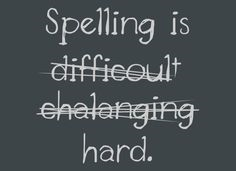 Spelling is
difficoult
chalanging
hard.